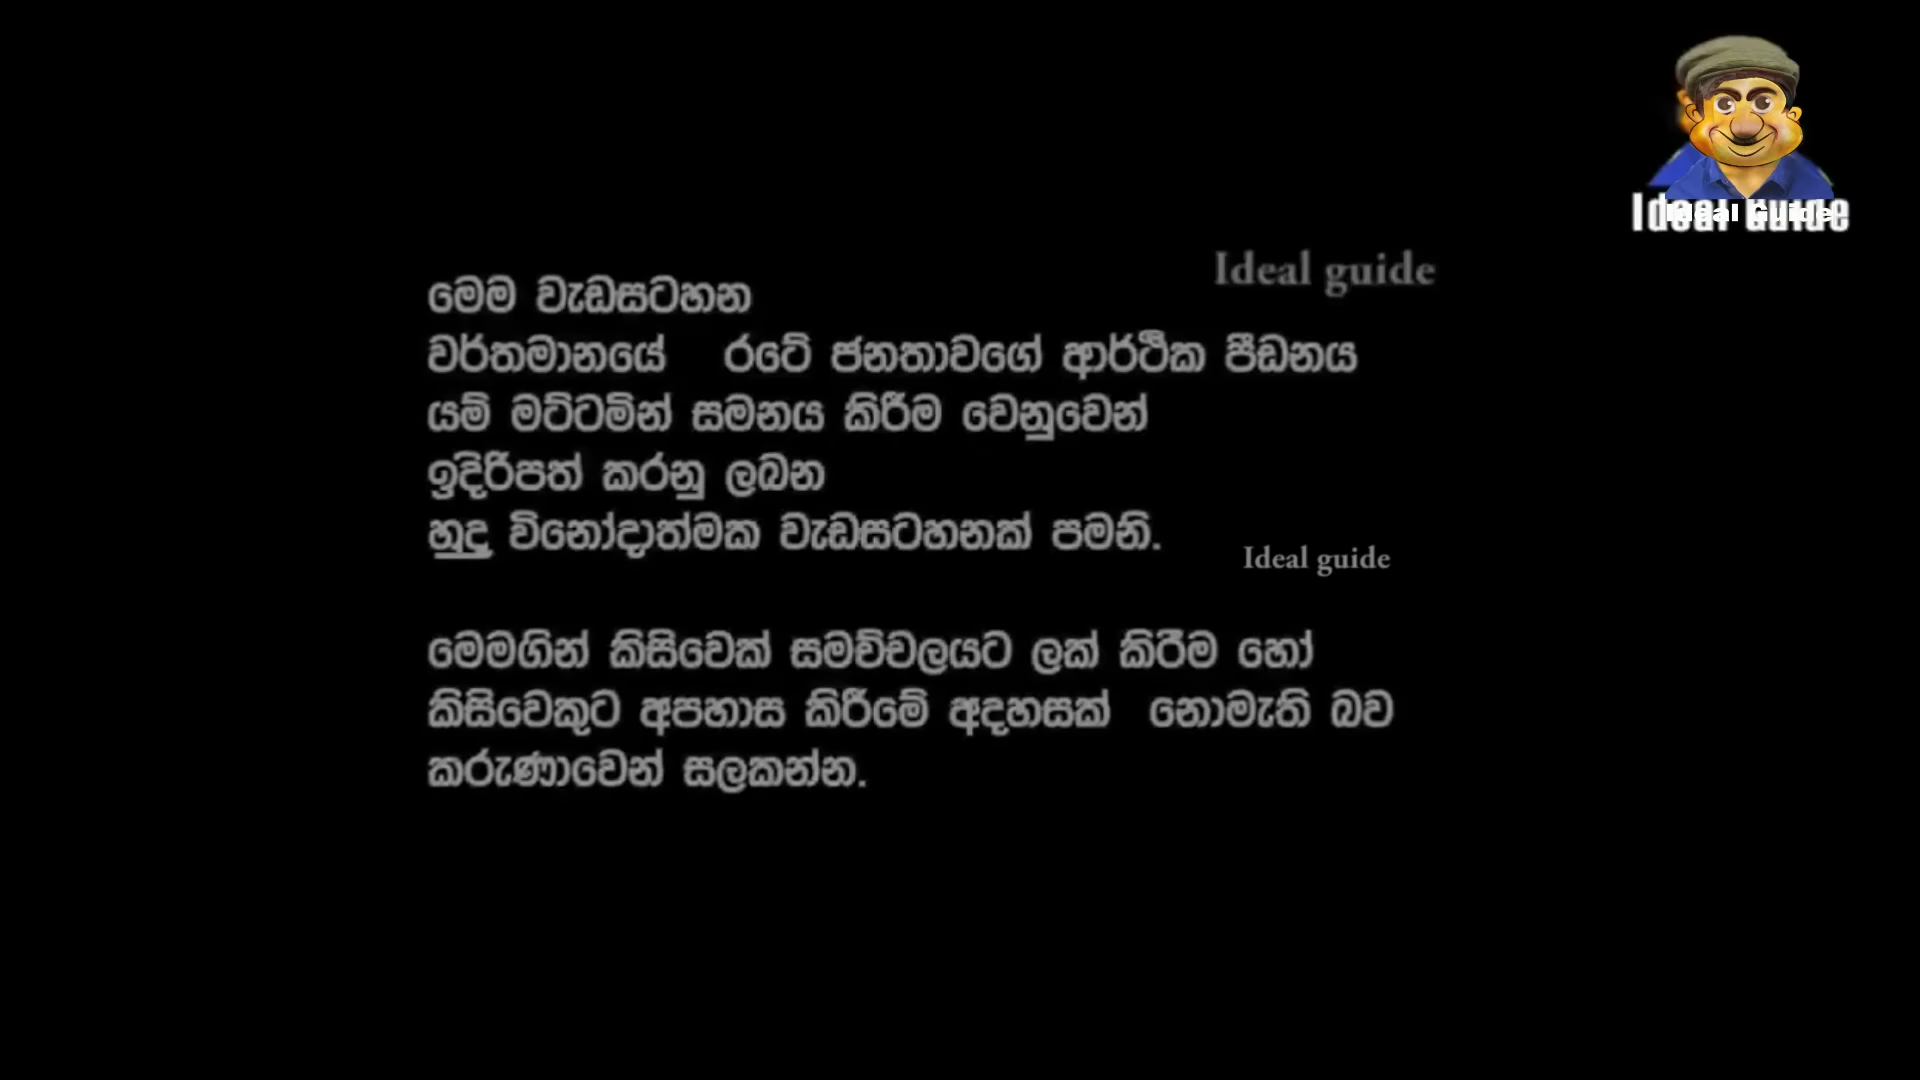 Ideal Guide
Ideal guide
මෙම වැඩසටහන
වර්තමානයේ රටේ ජනතාවගේ ආර්ථික පීඩනය
යම් මට්ටමින් සමනය කිරීම වෙනුවෙන්
ඉදිරිපත් කරනු ලබන
හුදු විනෝදාත්මක වැඩසටහනක් පමනි.
Ideal guide
මෙමගින් කිසිවෙක් සමච්චලයට ලක් කිරීම හෝ
කිසිවෙකුට අපහාස කිරීමේ අදහසක් නොමැති බව
කරුණාවෙන් සලකන්න.